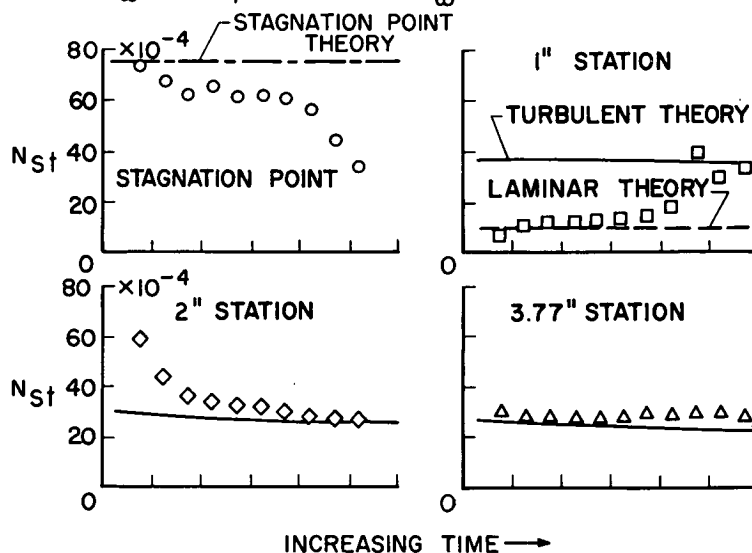 STAGNATION POINT
THEORY
80 ×10⁻⁴
60
N_St 40
20
0
STAGNATION POINT
1" STATION
TURBULENT THEORY
LAMINAR THEORY
0
80 ×10⁻⁴
2" STATION
60
N_St 40
20
0
3.77" STATION
0
INCREASING TIME →